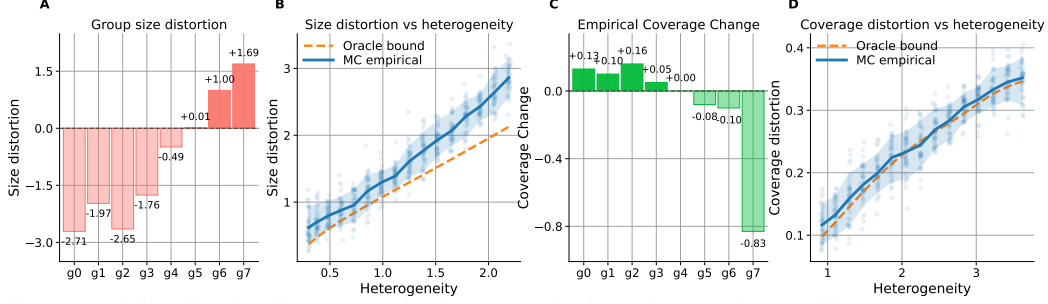 A
Group size distortion
Size distortion
1.5
0.0
−1.5
−3.0
-2.71
-1.97
-2.65
-1.76
-0.49
+0.01
+1.00
+1.69
g0 g1 g2 g3 g4 g5 g6 g7
B
Size distortion vs heterogeneity
Oracle bound
MC empirical
Size distortion
3
2
1
0.5 1.0 1.5 2.0
Heterogeneity
C
Empirical Coverage Change
Coverage Change
0.0
−0.4
−0.8
+0.13
+0.10
+0.16
+0.05
+0.00
-0.08
-0.10
-0.83
g0 g1 g2 g3 g4 g5 g6 g7
D
Coverage distortion vs heterogeneity
Oracle bound
MC empirical
Coverage distortion
0.4
0.3
0.2
0.1
1 2 3
Heterogeneity